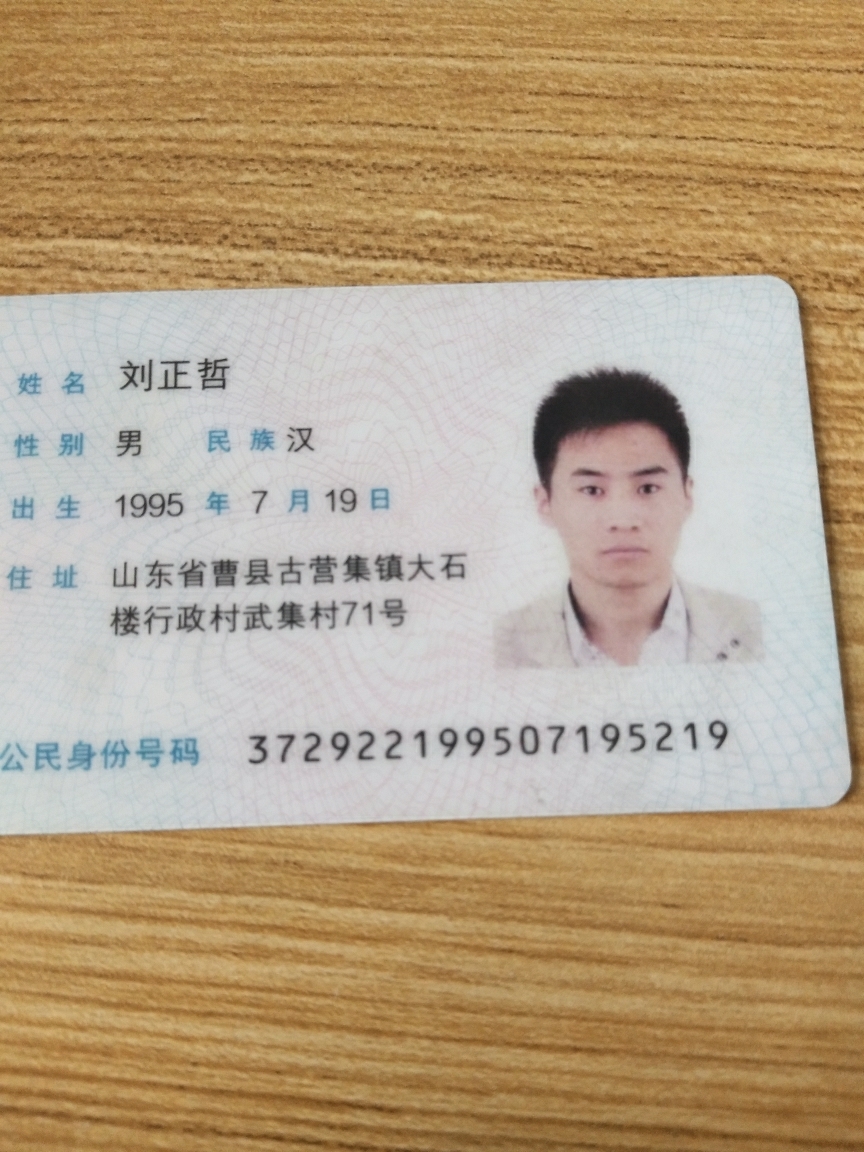 姓名 刘正哲
性别 男 民族 汉
出生 1995 年 7 月 19 日
住址 山东省曹县古营集镇大石
楼行政村武集村71号
公民身份号码 372922199507195219